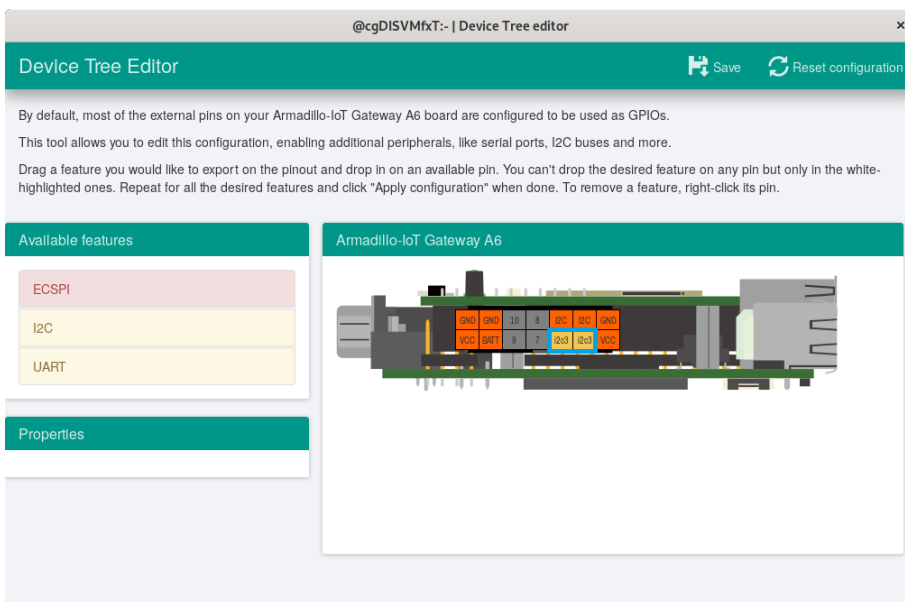 @cgDISVMfxT:~ | Device Tree editor
×
Device Tree Editor
Save
Reset configuration
By default, most of the external pins on your Armadillo-IoT Gateway A6 board are configured to be used as GPIOs.
This tool allows you to edit this configuration, enabling additional peripherals, like serial ports, I2C buses and more.
Drag a feature you would like to export on the pinout and drop in on an available pin. You can't drop the desired feature on any pin but only in the white-
highlighted ones. Repeat for all the desired features and click "Apply configuration" when done. To remove a feature, right-click its pin.
Available features
ECSPI
I2C
UART
Properties
Armadillo-IoT Gateway A6
GND GND 10 8 I2C I2C GND
VCC BATT 9 7 i2c3 i2c3 VCC